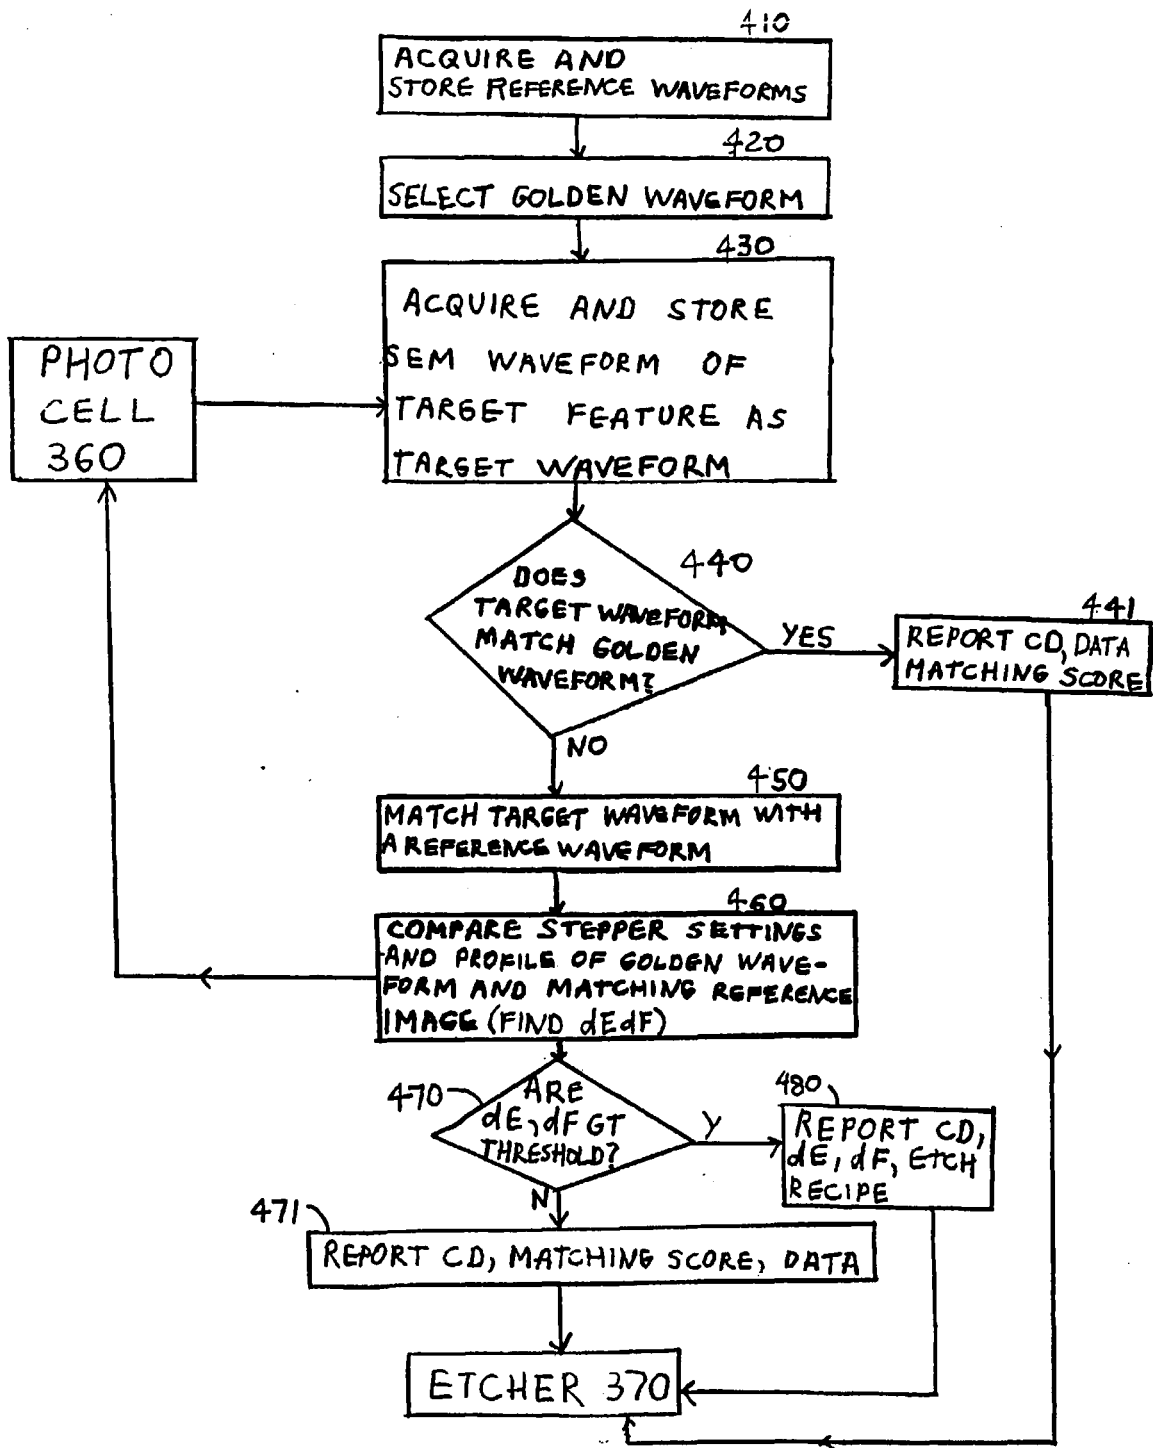 410
ACQUIRE AND
STORE REFERENCE WAVEFORMS
420
SELECT GOLDEN WAVEFORM
430
ACQUIRE AND STORE
SEM WAVEFORM OF
TARGET FEATURE AS
TARGET WAVEFORM
PHOTO
CELL
360
440
DOES
TARGET WAVEFORM
MATCH GOLDEN
WAVEFORM?
YES
441
REPORT CD, DATA
MATCHING SCORE
NO
450
MATCH TARGET WAVEFORM WITH
A REFERENCE WAVEFORM
460
COMPARE STEPPER SETTINGS
AND PROFILE OF GOLDEN WAVE-
FORM AND MATCHING REFERENCE
IMAGE (FIND dEdF)
470
ARE
dE, dF GT
THRESHOLD?
Y
480
REPORT CD,
dE, dF, ETCH
RECIPE
N
471
REPORT CD, MATCHING SCORE, DATA
ETCHER 370